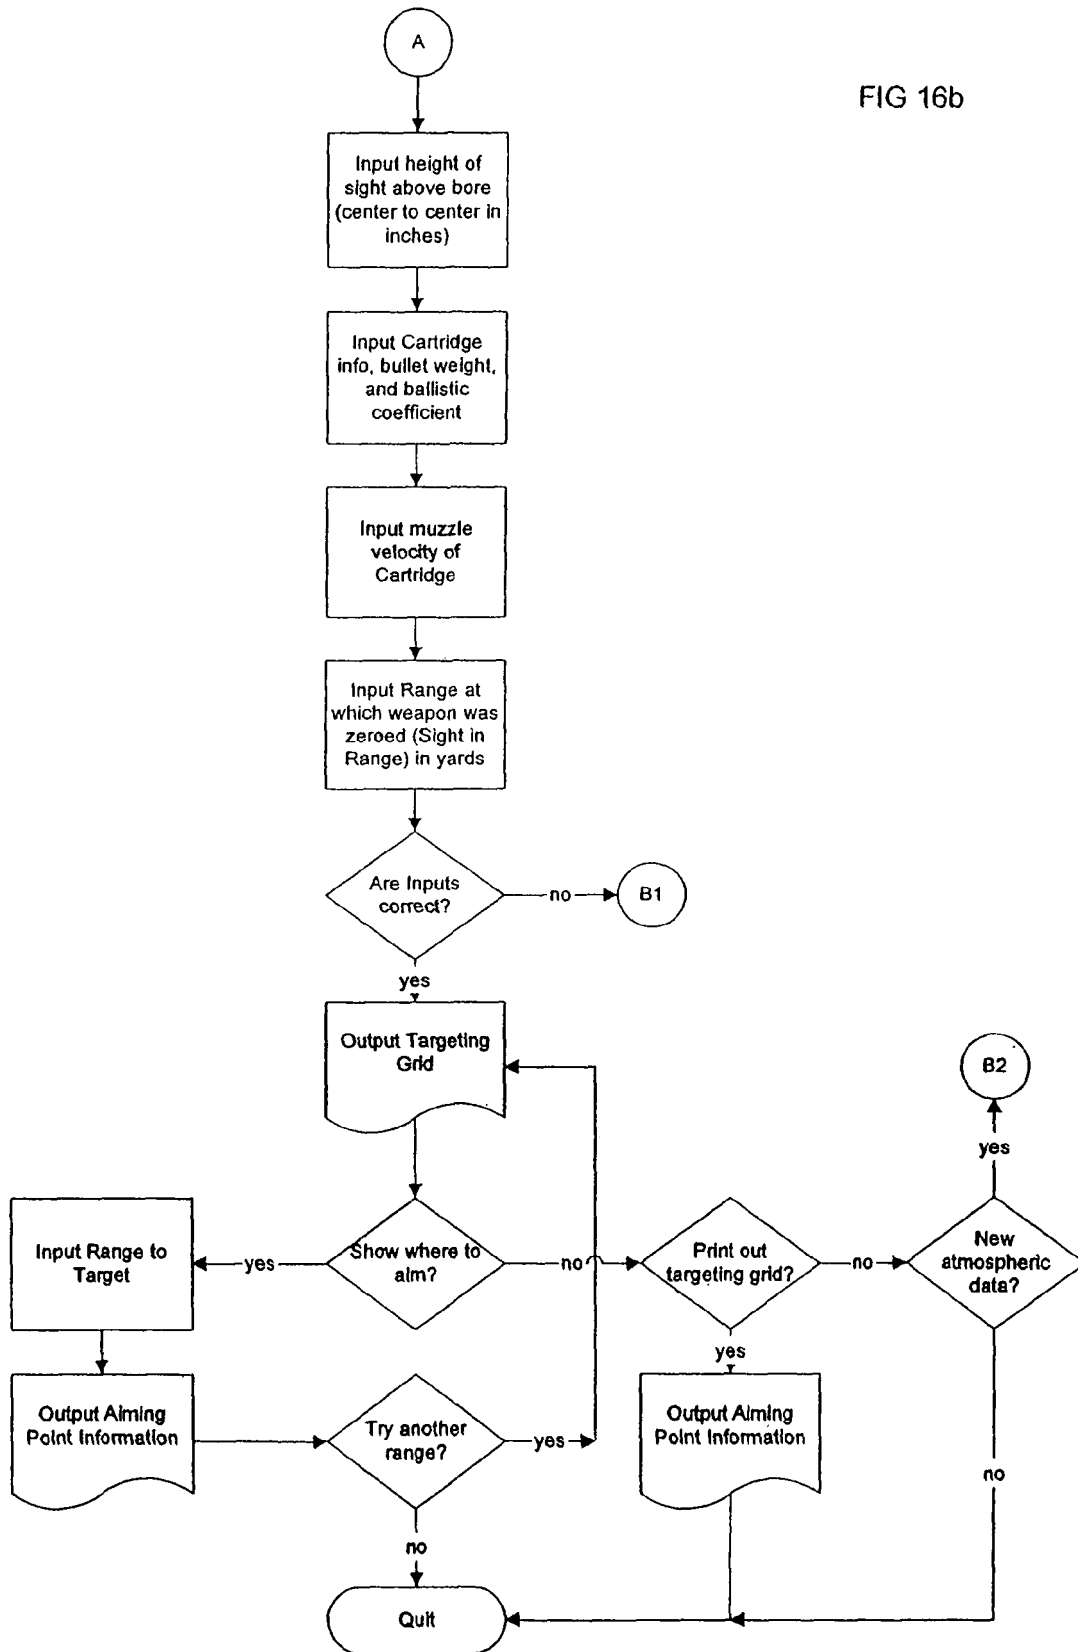 A
FIG 16b
Input height of
sight above bore
(center to center in
inches)
Input Cartridge
info, bullet weight,
and ballistic
coefficient
Input muzzle
velocity of
Cartridge
Input Range at
which weapon was
zeroed (Sight in
Range) in yards
Are Inputs
correct?
no
B1
yes
Output Targeting
Grid
B2
yes
Input Range to
Target
yes
Show where to
aim?
no
Print out
targeting grid?
no
New
atmospheric
data?
yes
Output Aiming
Point Information
Try another
range?
yes
Output Aiming
Point Information
no
no
Quit